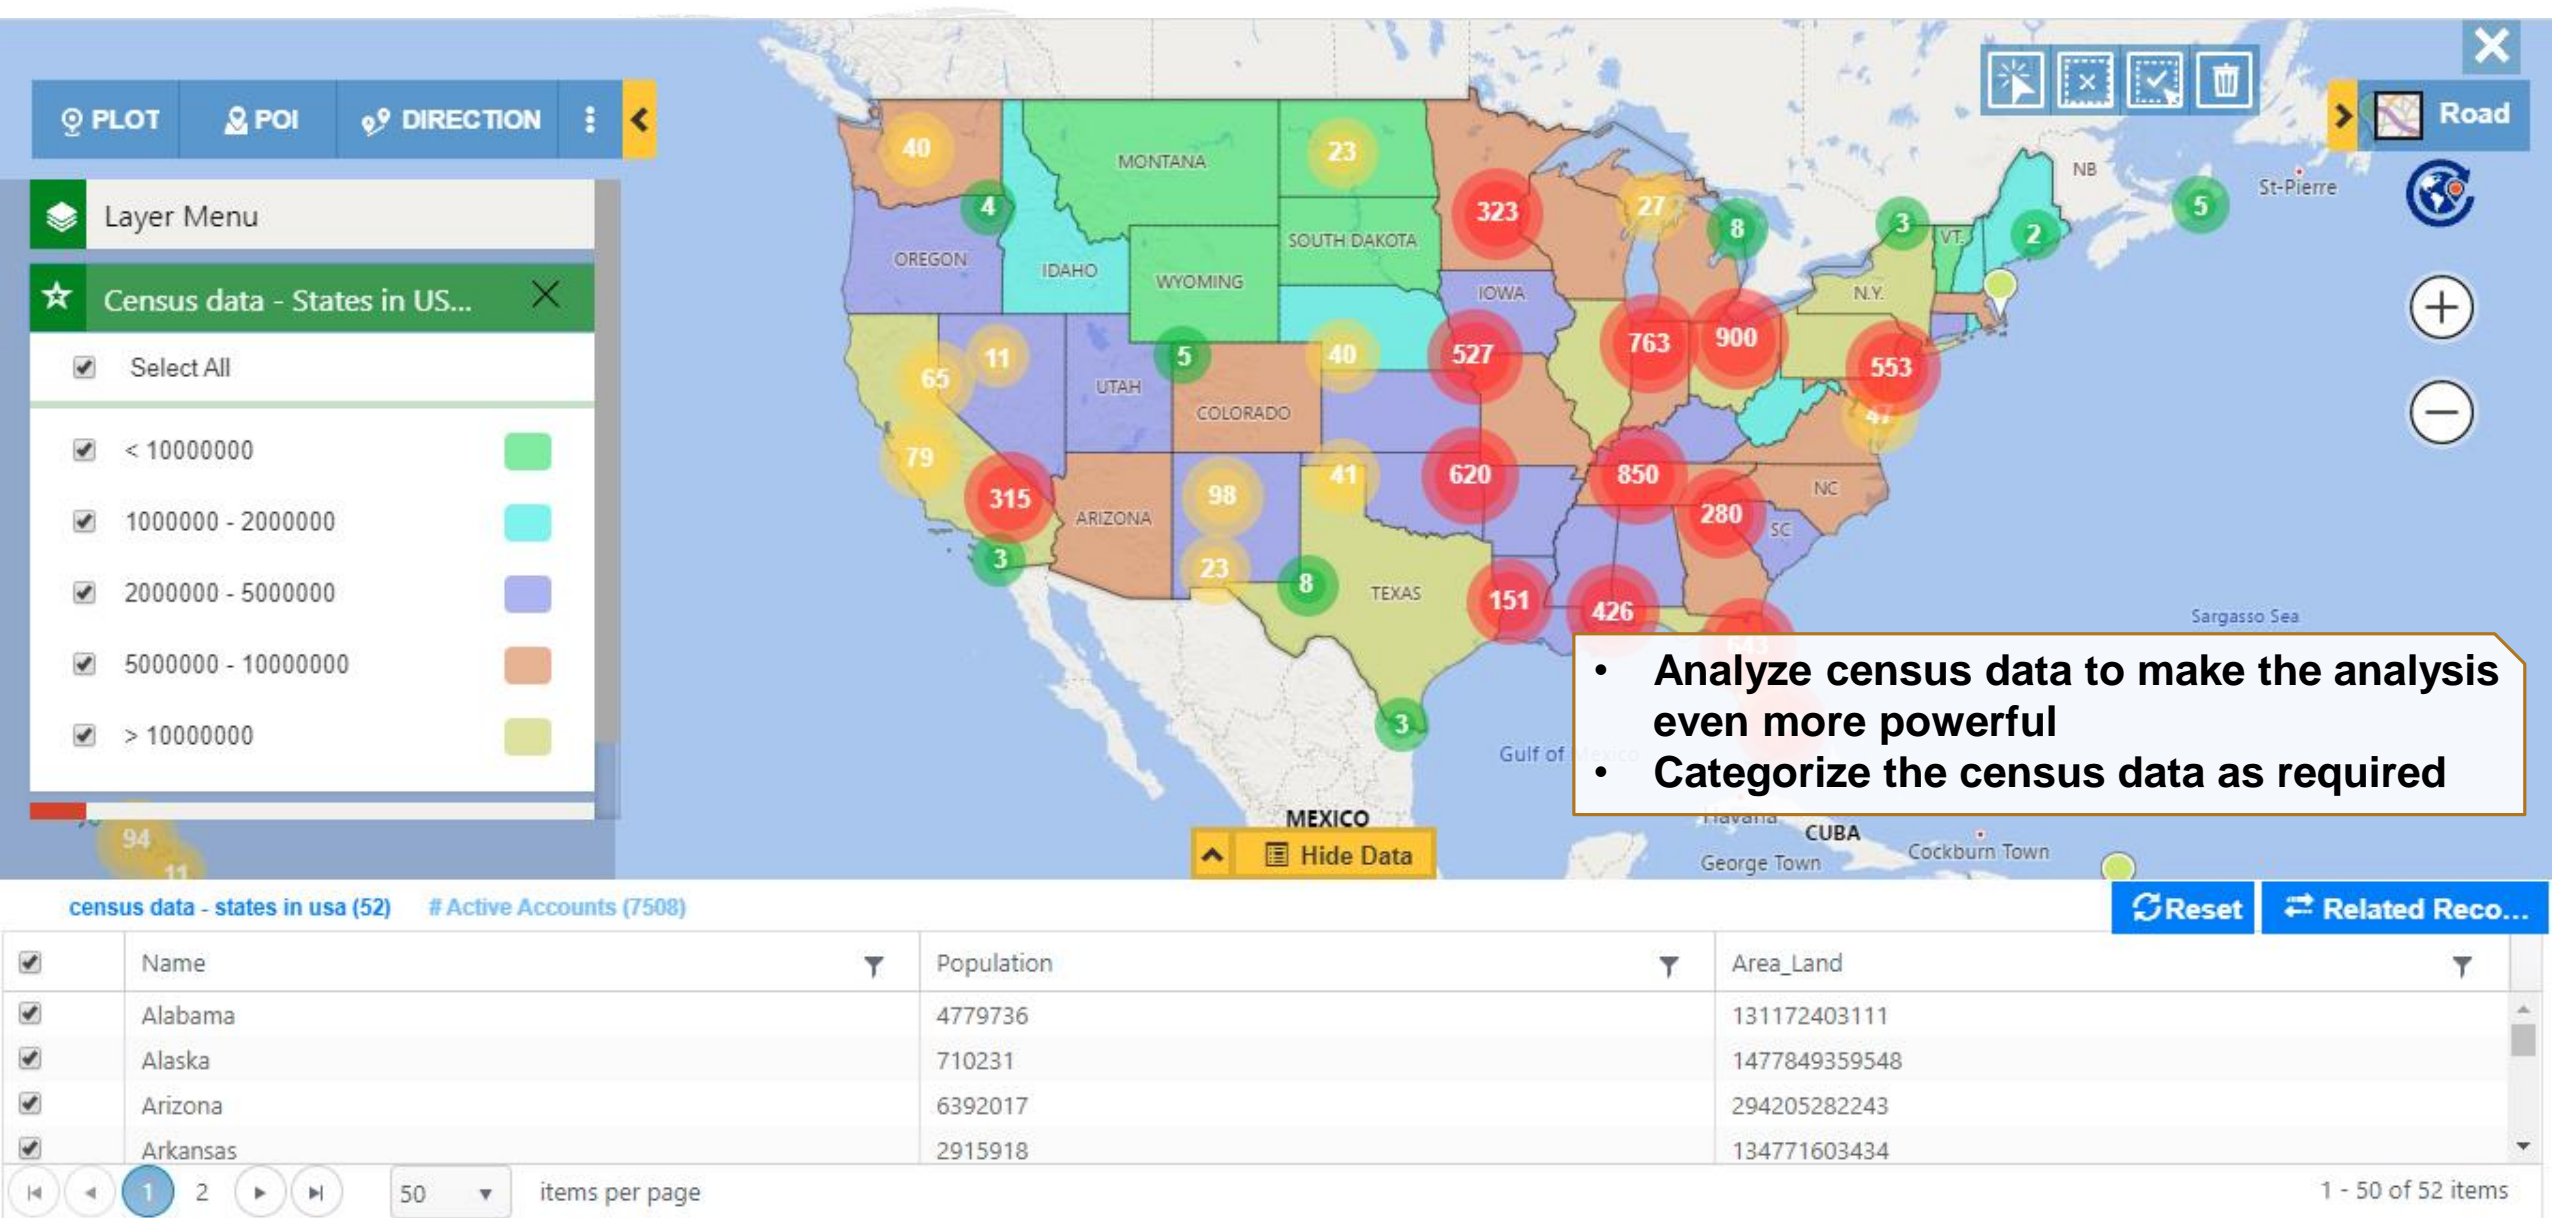 PLOT POI DIRECTION
Road
Layer Menu
Census data - States in US...
Select All
< 10000000
1000000 - 2000000
2000000 - 5000000
5000000 - 10000000
> 10000000
94
11
NB
St-Pierre
40
MONTANA
23
4
323
27
8
3
VT.
2
5
OREGON
IDAHO
SOUTH DAKOTA
WYOMING
IOWA
N.Y.
11
65
UTAH
5
40
527
763
900
553
COLORADO
47
79
315
ARIZONA
98
41
620
850
280
NC
SC
3
23
8
TEXAS
151
426
643
Sargasso Sea
3
Gulf of Mexico
MEXICO
Havana
CUBA
George Town
Cockburn Town
• Analyze census data to make the analysis
even more powerful
• Categorize the census data as required
Hide Data
census data - states in usa (52) # Active Accounts (7508)
Reset Related Reco...
Name Population Area_Land
Alabama 4779736 131172403111
Alaska 710231 1477849359548
Arizona 6392017 294205282243
Arkansas 2915918 134771603434
1 2 50 items per page 1 - 50 of 52 items